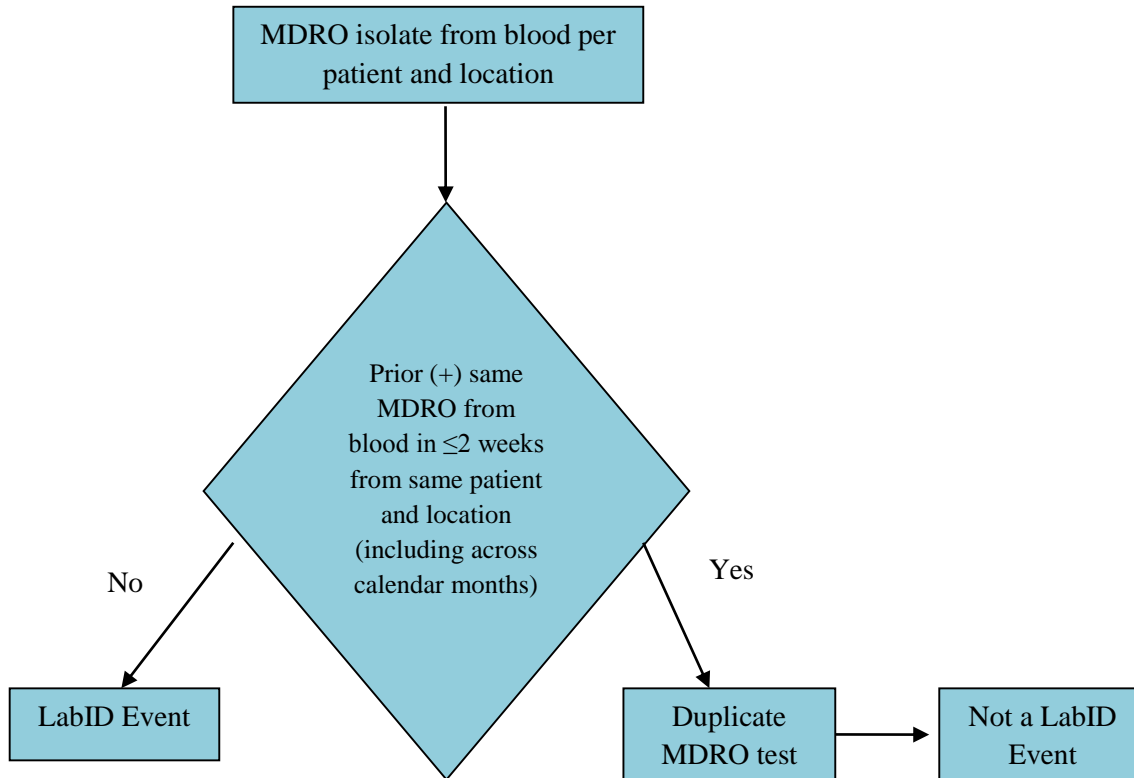 MDRO isolate from blood per
patient and location
Prior (+) same
MDRO from
blood in ≤2 weeks
from same patient
and location
(including across
calendar months)
No
Yes
LabID Event
Duplicate
MDRO test
Not a LabID
Event